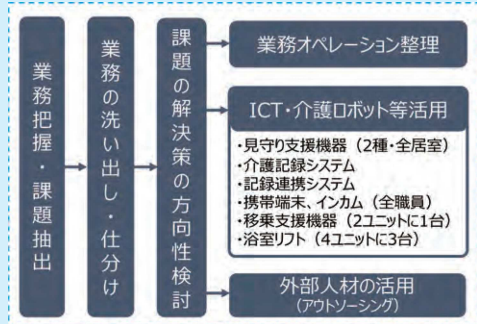 業務把握・課題抽出
業務の洗い出し・仕分け
課題の解決策の方向性検討
業務オペレーション整理
ICT・介護ロボット等活用
・見守り支援機器（2種・全居室）
・介護記録システム
・記録連携システム
・携帯端末、インカム（全職員）
・移乗支援機器（2ユニットに1台）
・浴室リフト（4ユニットに3台）
外部人材の活用
（アウトソーシング）